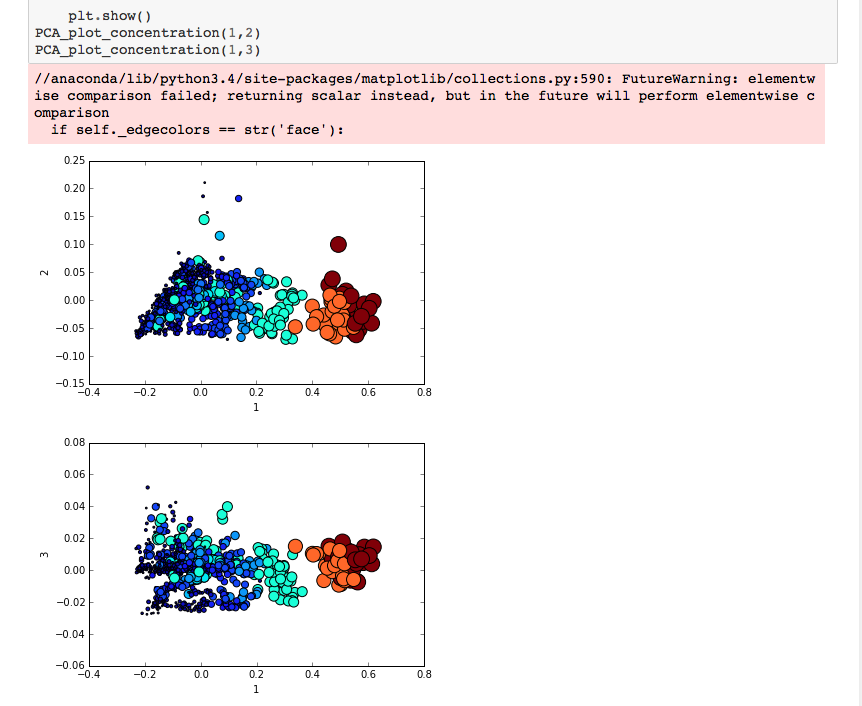 plt.show()
PCA_plot_concentration(1,2)
PCA_plot_concentration(1,3)
//anaconda/lib/python3.4/site-packages/matplotlib/collections.py:590: FutureWarning: elementw
ise comparison failed; returning scalar instead, but in the future will perform elementwise c
omparison
if self._edgecolors == str('face'):
0.25
0.20
0.15
0.10
0.05
0.00
−0.05
−0.10
−0.15
2
−0.4 −0.2 0.0 0.2 0.4 0.6 0.8
1
0.08
0.06
0.04
0.02
0.00
−0.02
−0.04
−0.06
3
−0.4 −0.2 0.0 0.2 0.4 0.6 0.8
1